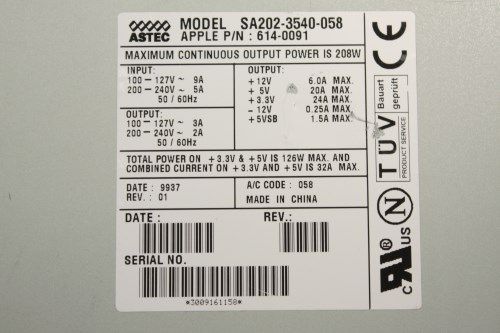 ASTEC
MODEL SA202-3540-058
APPLE P/N : 614-0091
MAXIMUM CONTINUOUS OUTPUT POWER IS 208W
INPUT:
100 - 127V ~ 9A
200 - 240V ~ 5A
50 / 60Hz
OUTPUT:
100 - 127V ~ 3A
200 - 240V ~ 2A
50 / 60Hz
OUTPUT:
+ 12V 6.0A MAX.
+ 5V 20A MAX.
+ 3.3V 24A MAX.
- 12V 0.25A MAX.
+ 5VSB 1.5A MAX.
TOTAL POWER ON + 3.3V & +5V IS 126W MAX. AND
COMBINED CURRENT ON + 3.3V AND +5V IS 32A MAX.
DATE : 9937
REV. : 01
A/C CODE : 058
MADE IN CHINA
DATE :
REV.:
SERIAL NO.
*3009161158*
CE
Bauart
geprüft
TÜV
PRODUCT SERVICE
N
C RU US
®